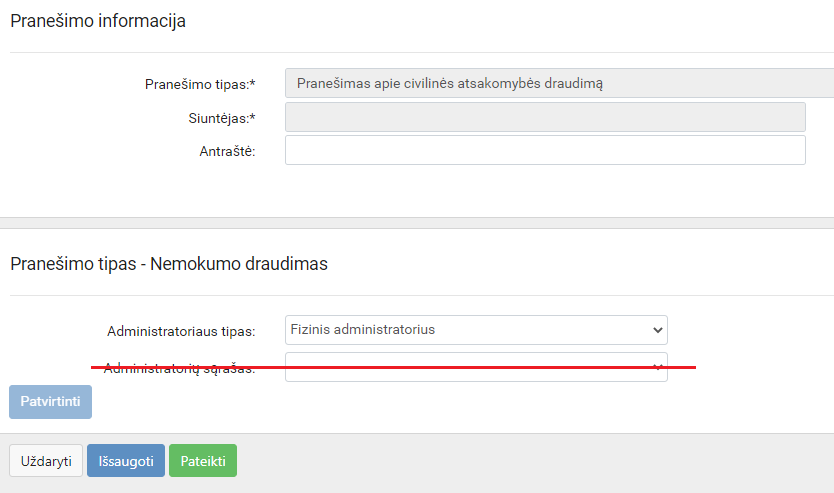 Pranešimo informacija
Pranešimo tipas:* Pranešimas apie civilinės atsakomybės draudimą
Siuntėjas:*
Antraštė:
Pranešimo tipas - Nemokumo draudimas
Administratoriaus tipas: Fizinis administratorius
Administratorių sąrašas:
Patvirtinti
Uždaryti Išsaugoti Pateikti